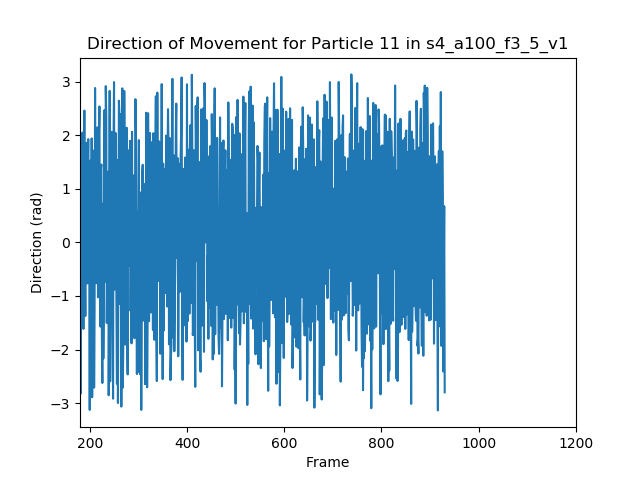 Direction of Movement for Particle 11 in s4_a100_f3_5_v1
3
2
1
0
−1
−2
−3
Direction (rad)
200 400 600 800 1000 1200
Frame